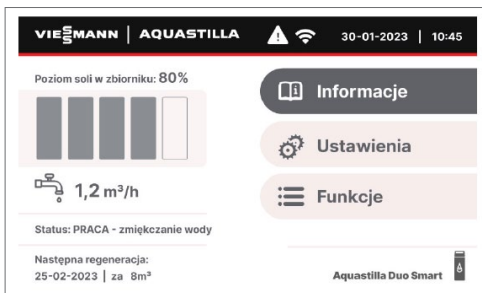 VIESMANN | AQUASTILLA 30-01-2023 | 10:45
Poziom soli w zbiorniku: 80%
1,2 m³/h
Status: PRACA - zmiękczanie wody
Następna regeneracja:
25-02-2023 | za 8m³
Informacje
Ustawienia
Funkcje
Aquastilla Duo Smart